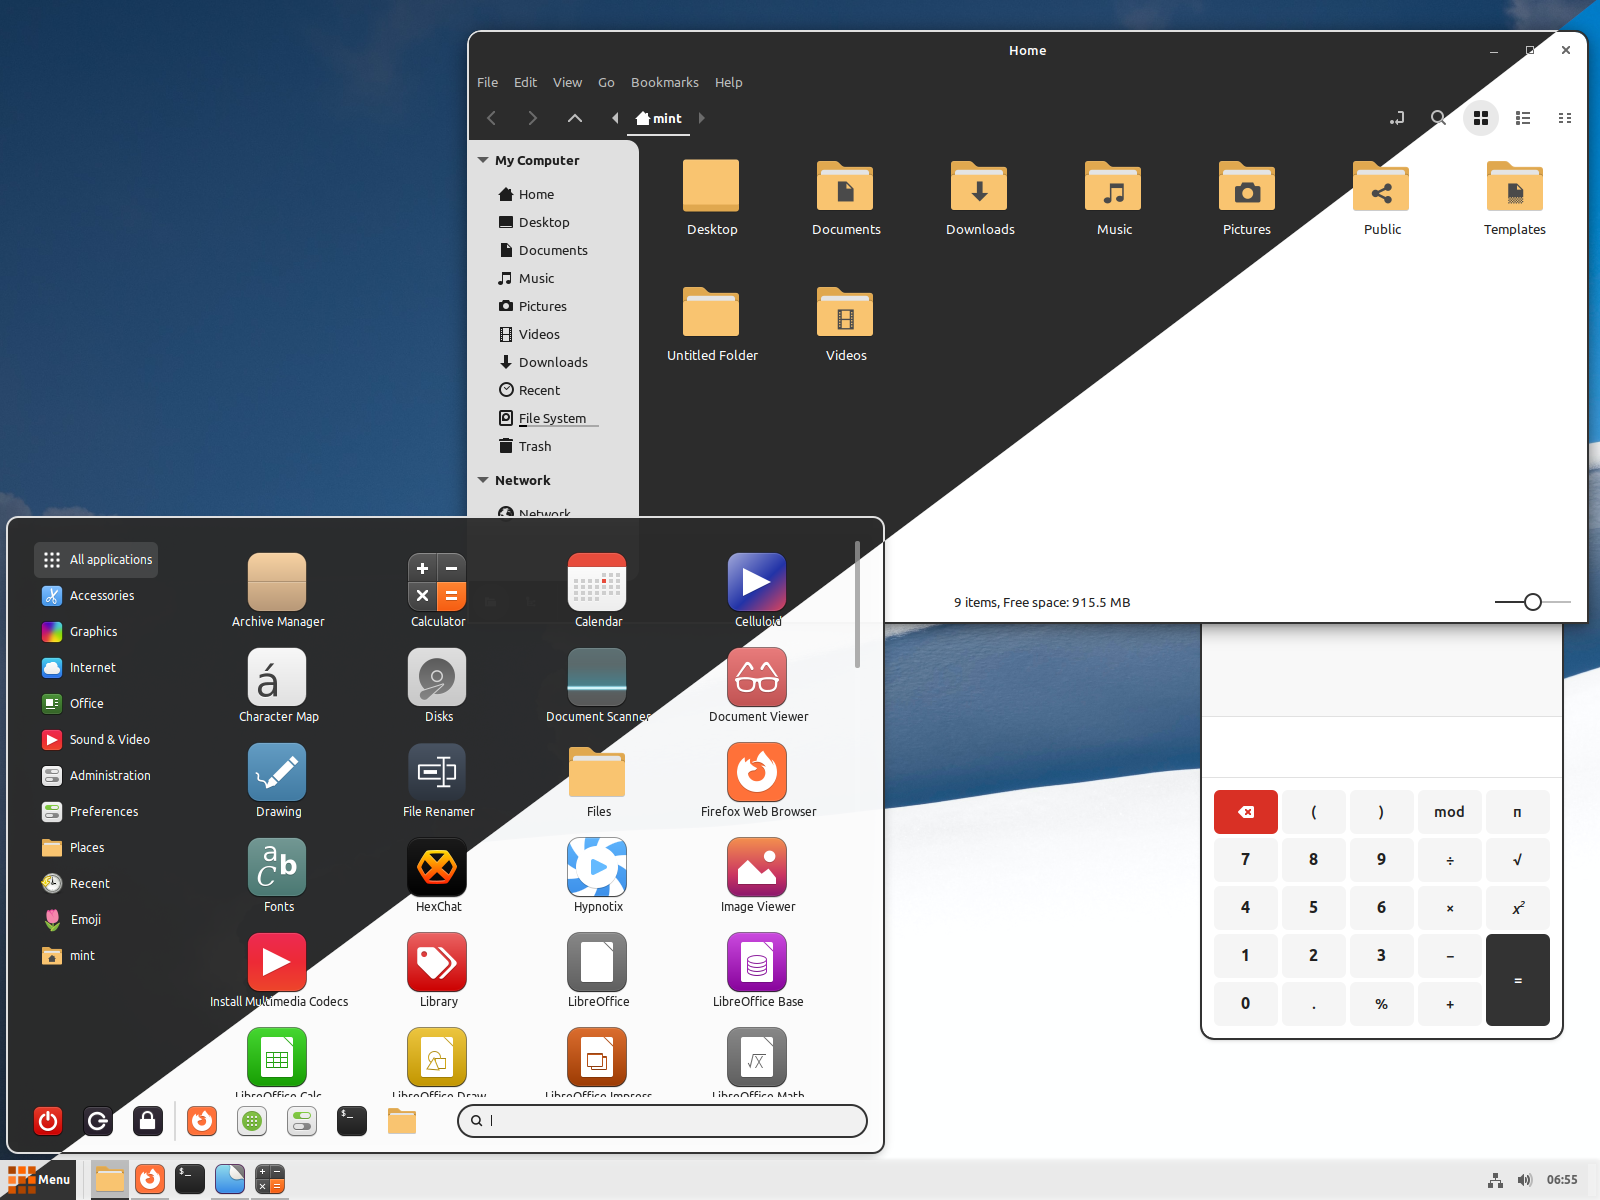 Home
File Edit View Go Bookmarks Help
mint
My Computer
Home
Desktop
Documents
Music
Pictures
Videos
Downloads
Recent
File System
Trash
Network
Network
Desktop Documents Downloads Music Pictures Public Templates
Untitled Folder Videos
9 items, Free space: 915.5 MB
All applications
Accessories
Graphics
Internet
Office
Sound & Video
Administration
Preferences
Places
Recent
Emoji
mint
Archive Manager Calculator Calendar Celluloid
á
Character Map Disks Document Scanner Document Viewer
Drawing File Renamer Files Firefox Web Browser
a
C b
Fonts HexChat Hypnotix Image Viewer
Install Multimedia Codecs Library LibreOffice LibreOffice Base
√x
LibreOffice Calc LibreOffice Draw LibreOffice Impress LibreOffice Math
$_
( ) mod π
7 8 9 ÷ √
4 5 6 × x²
1 2 3 −
0 . % + =
Menu
$_
06:55